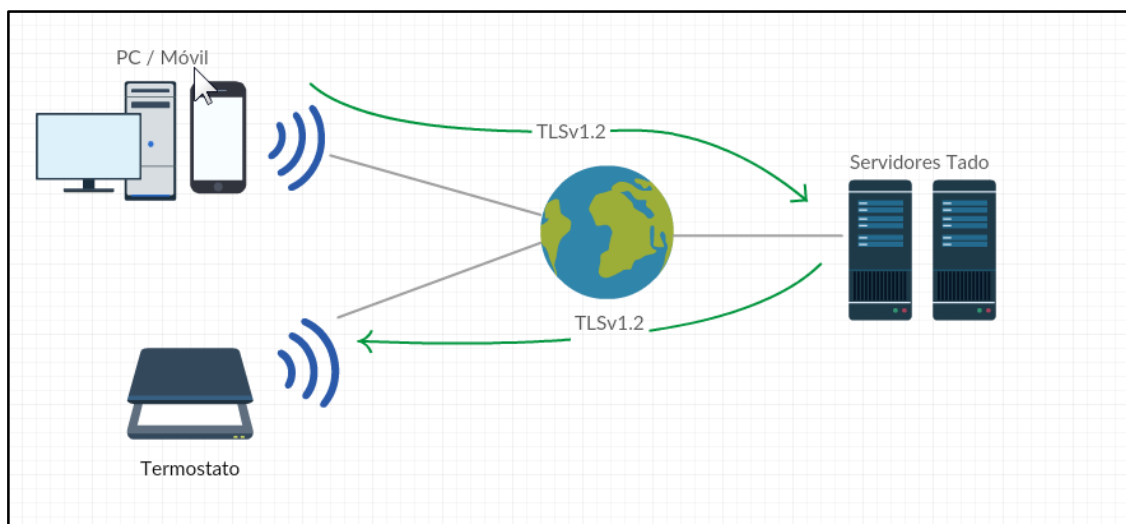 PC / Móvil
TLSv1.2
Servidores Tado
TLSv1.2
Termostato